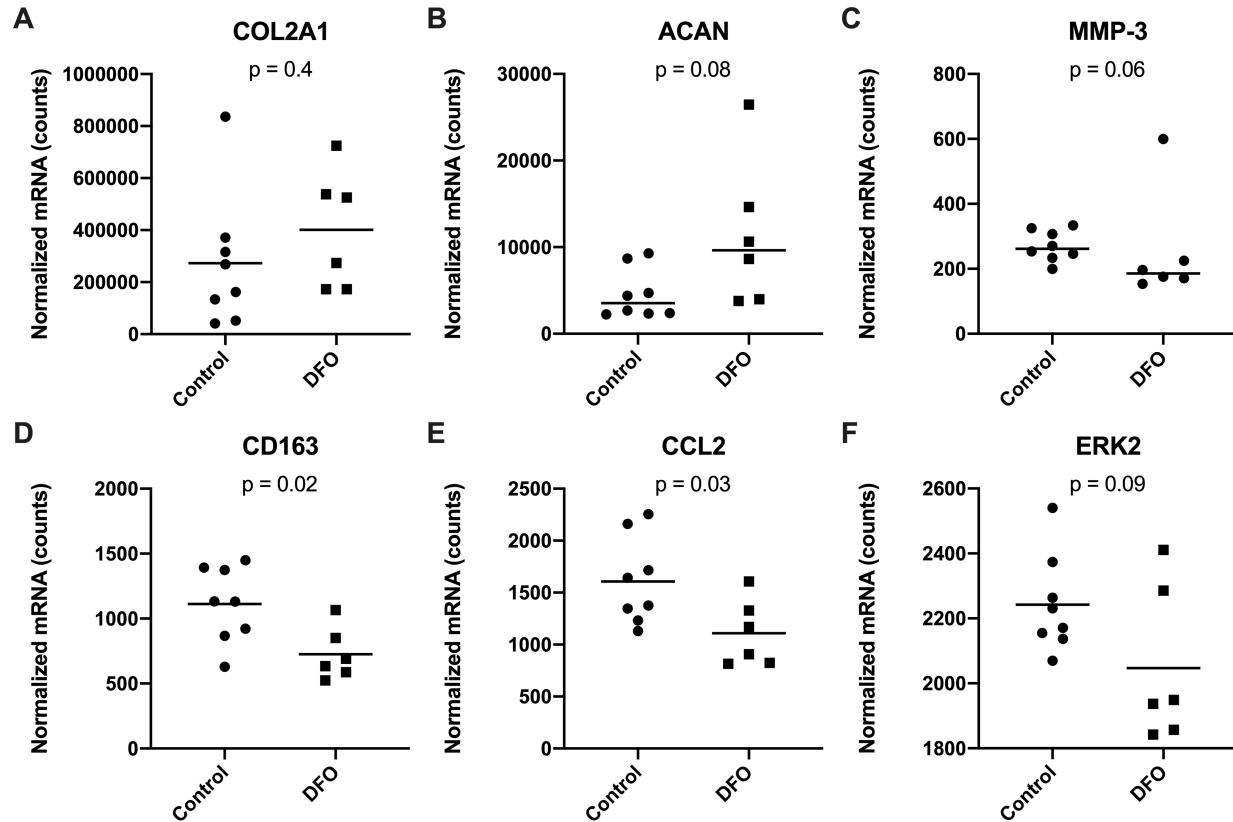 A
COL2A1
p = 0.4
Normalized mRNA (counts)
1000000
800000
600000
400000
200000
0
Control
DFO
B
ACAN
p = 0.08
Normalized mRNA (counts)
30000
20000
10000
0
Control
DFO
C
MMP-3
p = 0.06
Normalized mRNA (counts)
800
600
400
200
0
Control
DFO
D
CD163
p = 0.02
Normalized mRNA (counts)
2000
1500
1000
500
0
Control
DFO
E
CCL2
p = 0.03
Normalized mRNA (counts)
2500
2000
1500
1000
500
0
Control
DFO
F
ERK2
p = 0.09
Normalized mRNA (counts)
2600
2400
2200
2000
1800
Control
DFO